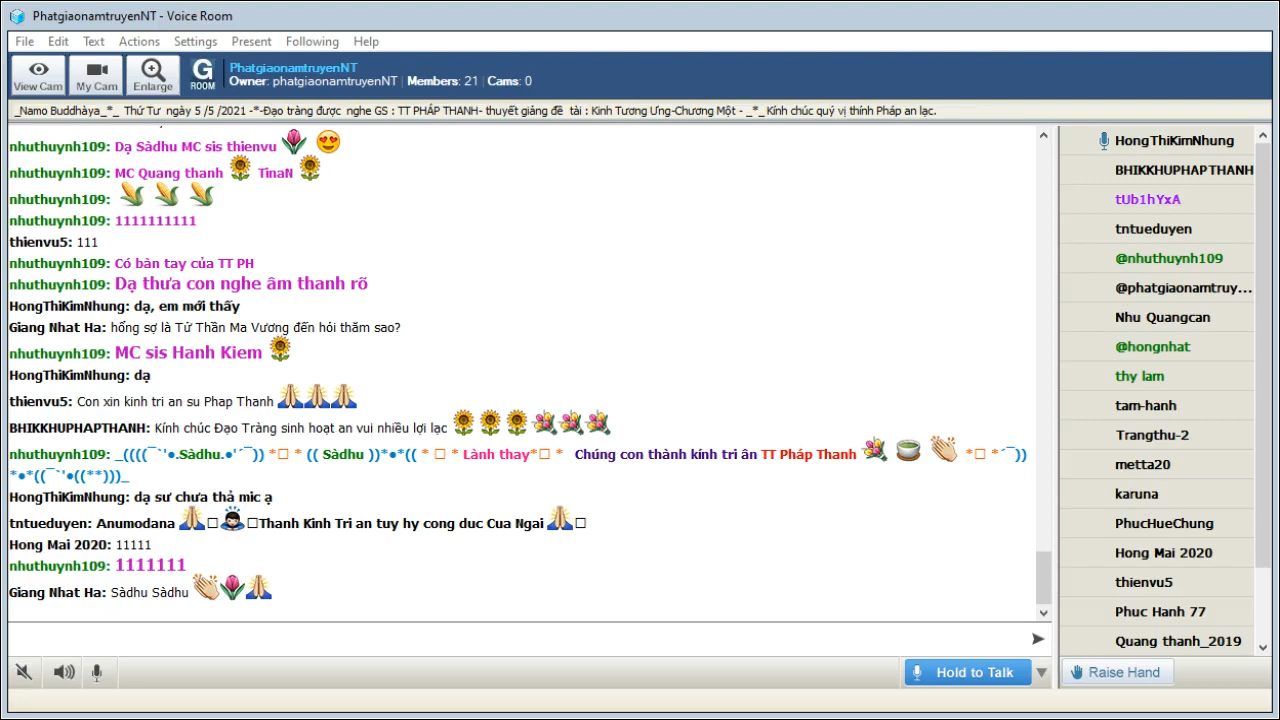 PhatgiaonamtruyenNT - Voice Room
File Edit Text Actions Settings Present Following Help
View Cam My Cam Enlarge G ROOM
PhatgiaonamtruyenNT
Owner: phatgiaonamtruyenNT | Members: 21 | Cams: 0
_Namo Buddhàya_*_ Thứ Tư ngày 5 /5 /2021 -*-Đạo tràng được nghe GS : TT PHÁP THANH- thuyết giảng đề tài : Kinh Tương Ưng-Chương Một - _*_ Kính chúc quý vị thính Pháp an lạc.
nhuthuynh109: Dạ Sàdhu MC sis thienvu 🌷 😍
nhuthuynh109: MC Quang thanh 🌻 TinaN 🌻
nhuthuynh109: 🌽 🌽 🌽
nhuthuynh109: 1111111111
thienvu5: 111
nhuthuynh109: Có bàn tay của TT PH
nhuthuynh109: Dạ thưa con nghe âm thanh rõ
HongThiKimNhung: dạ, em mới thấy
Giang Nhat Ha: hổng sợ là Tử Thần Ma Vương đến hỏi thăm sao?
nhuthuynh109: MC sis Hanh Kiem 🌻
HongThiKimNhung: dạ
thienvu5: Con xin kinh tri an su Phap Thanh 🙏🙏🙏
BHIKKHUPHAPTHANH: Kính chúc Đạo Tràng sinh hoạt an vui nhiều lợi lạc 🌻🌻🌻💐💐💐
nhuthuynh109: _((((¯`'●.Sàdhu.●'´¯)) *□ * (( Sàdhu ))*●*(( * □ * Lành thay*□ * Chúng con thành kính tri ân TT Pháp Thanh 💐 🍵 👏 *□ *´¯))
*●*((¯`'●((**)))_
HongThiKimNhung: dạ sư chưa thả mic ạ
tntueduyen: Anumodana 🙏□🙇□Thanh Kinh Tri an tuy hy cong duc Cua Ngai 🙏□
Hong Mai 2020: 11111
nhuthuynh109: 1111111
Giang Nhat Ha: Sàdhu Sàdhu 👏🌷🙏
HongThiKimNhung
BHIKKHUPHAPTHANH
tUb1hYxA
tntueduyen
@nhuthuynh109
@phatgiaonamtruy...
Nhu Quangcan
@hongnhat
thy lam
tam-hanh
Trangthu-2
metta20
karuna
PhucHueChung
Hong Mai 2020
thienvu5
Phuc Hanh 77
Quang thanh_2019
Hold to Talk
Raise Hand